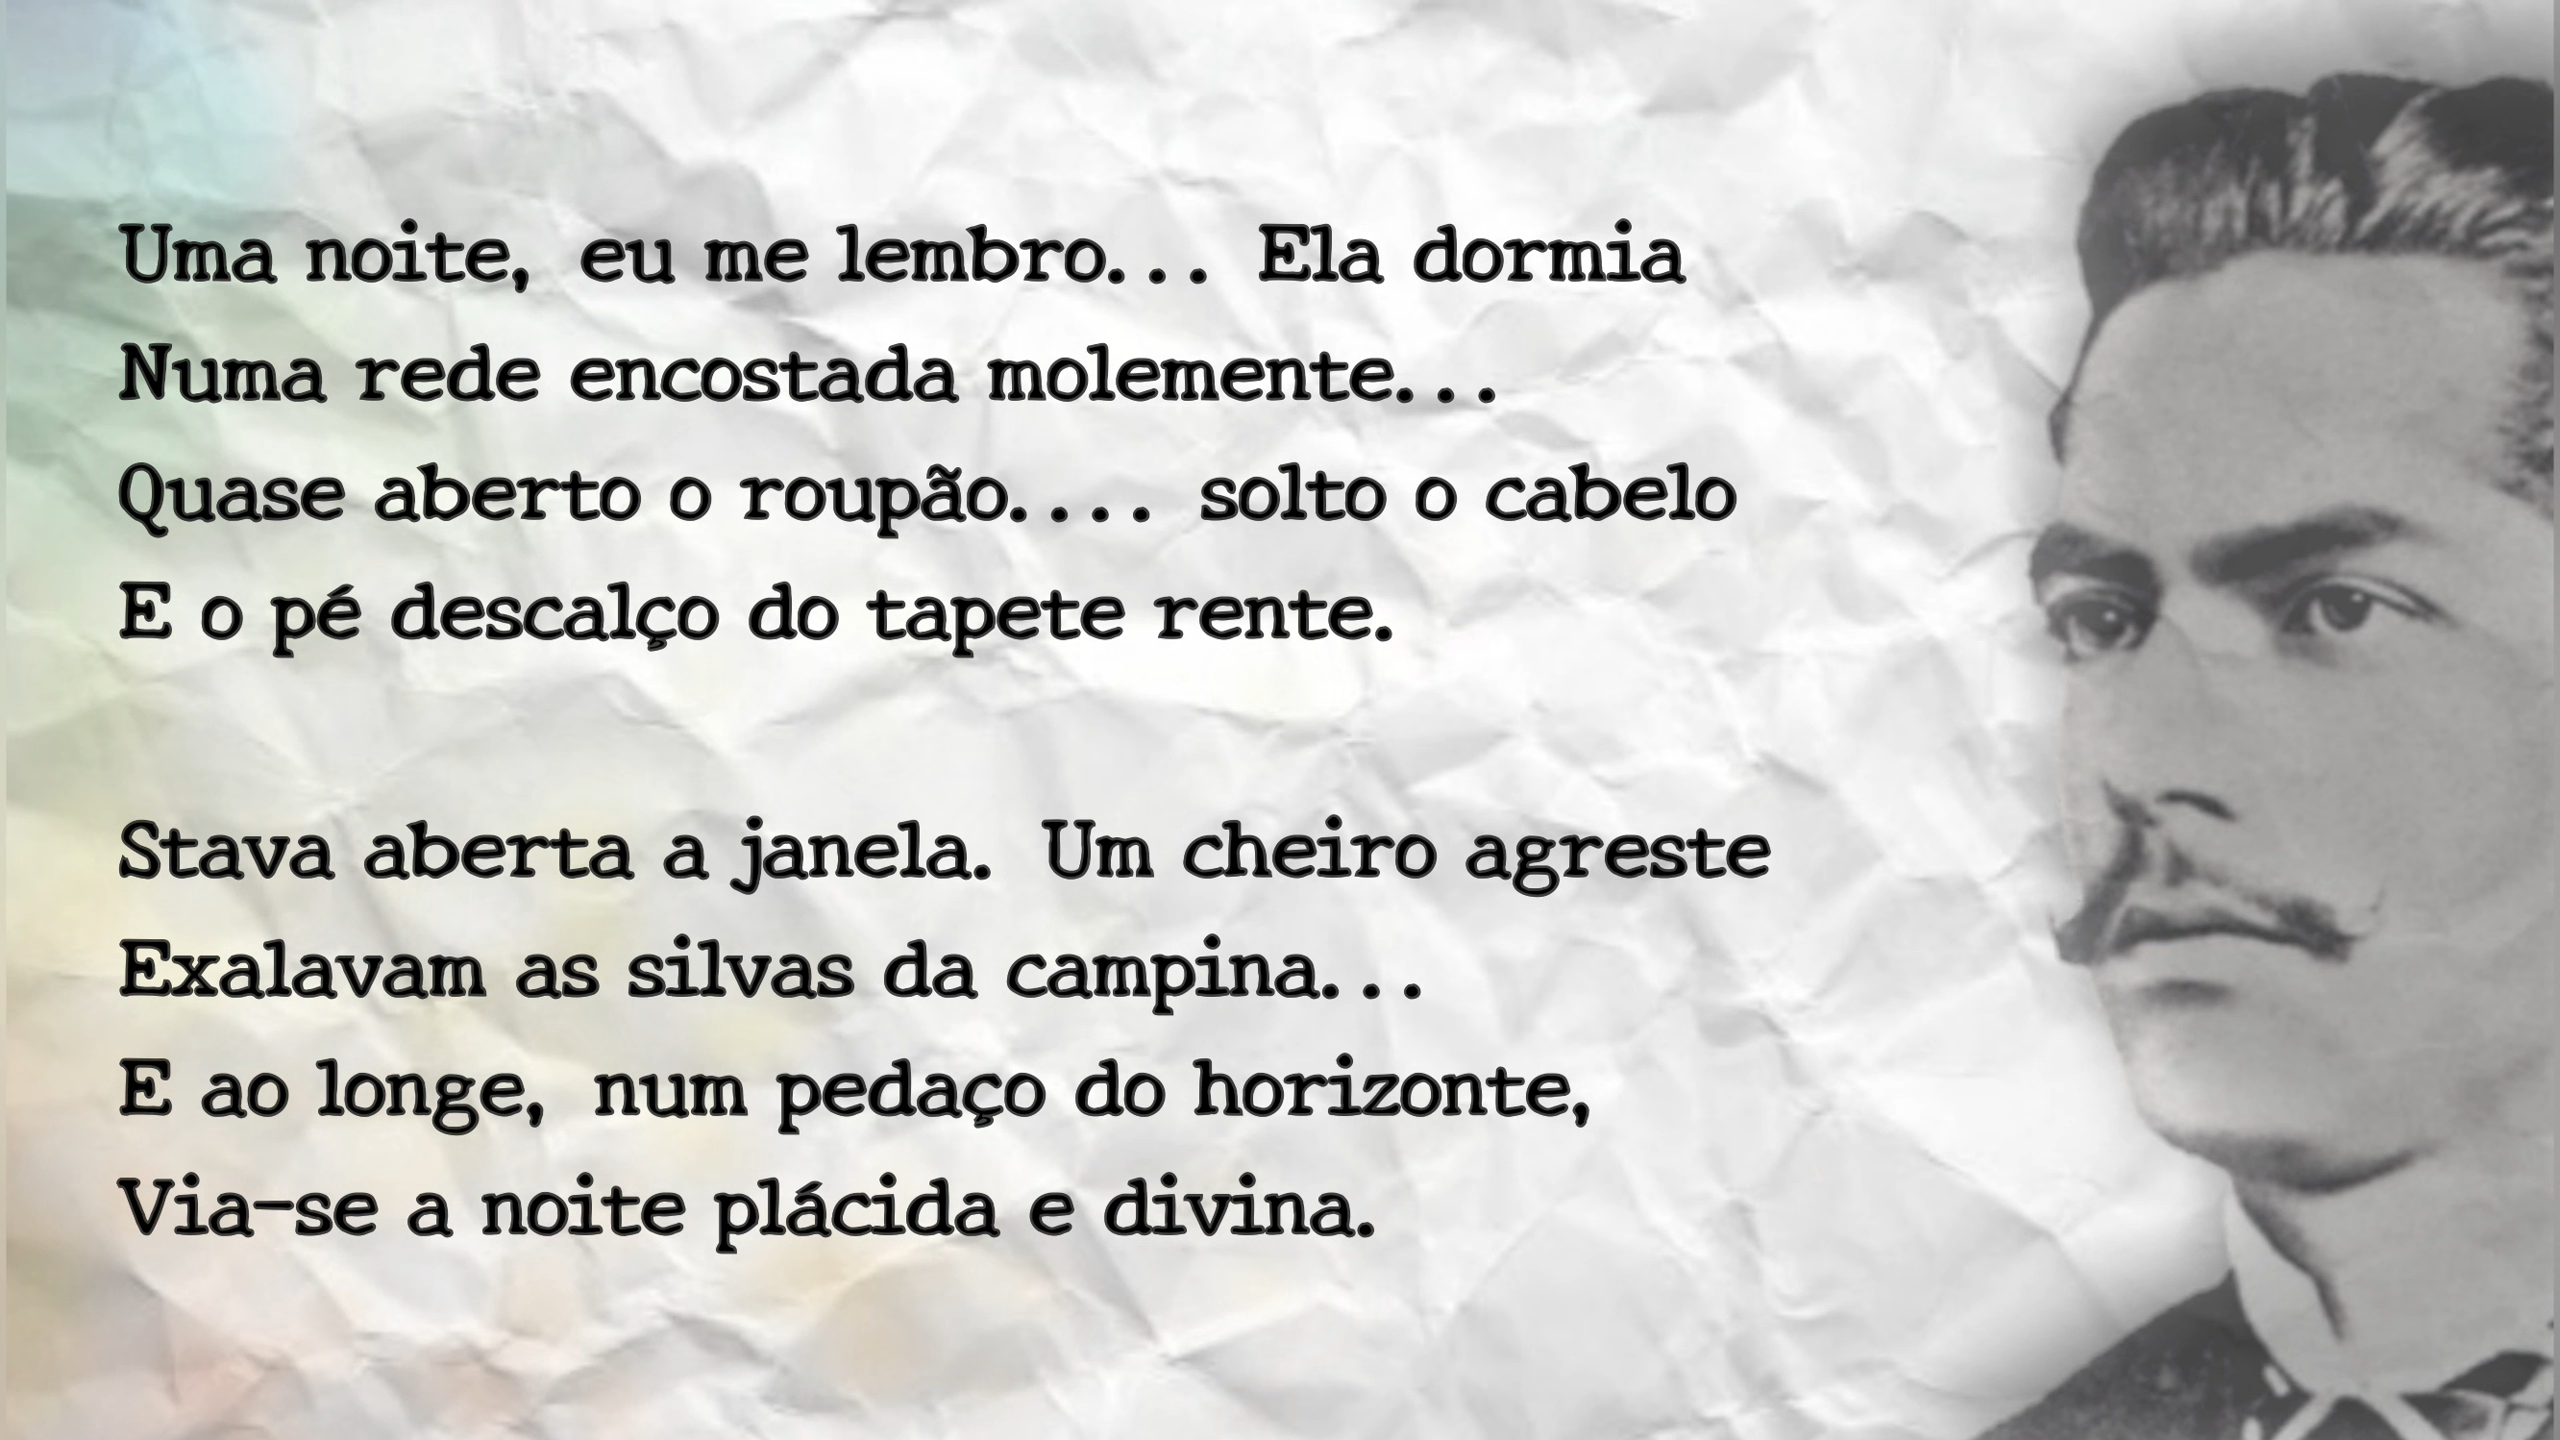 Uma noite, eu me lembro... Ela dormia
Numa rede encostada molemente...
Quase aberto o roupão.... solto o cabelo
E o pé descalço do tapete rente.
Stava aberta a janela. Um cheiro agreste
Exalavam as silvas da campina...
E ao longe, num pedaço do horizonte,
Via-se a noite plácida e divina.